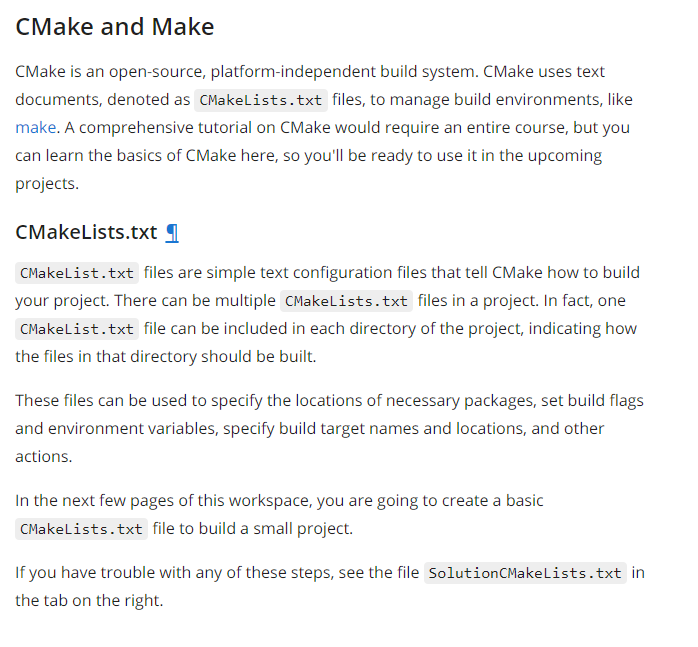 CMake and Make
CMake is an open-source, platform-independent build system. CMake uses text
documents, denoted as CMakeLists.txt files, to manage build environments, like
make. A comprehensive tutorial on CMake would require an entire course, but you
can learn the basics of CMake here, so you'll be ready to use it in the upcoming
projects.
CMakeLists.txt ¶
CMakeList.txt files are simple text configuration files that tell CMake how to build
your project. There can be multiple CMakeLists.txt files in a project. In fact, one
CMakeList.txt file can be included in each directory of the project, indicating how
the files in that directory should be built.
These files can be used to specify the locations of necessary packages, set build flags
and environment variables, specify build target names and locations, and other
actions.
In the next few pages of this workspace, you are going to create a basic
CMakeLists.txt file to build a small project.
If you have trouble with any of these steps, see the file SolutionCMakeLists.txt in
the tab on the right.